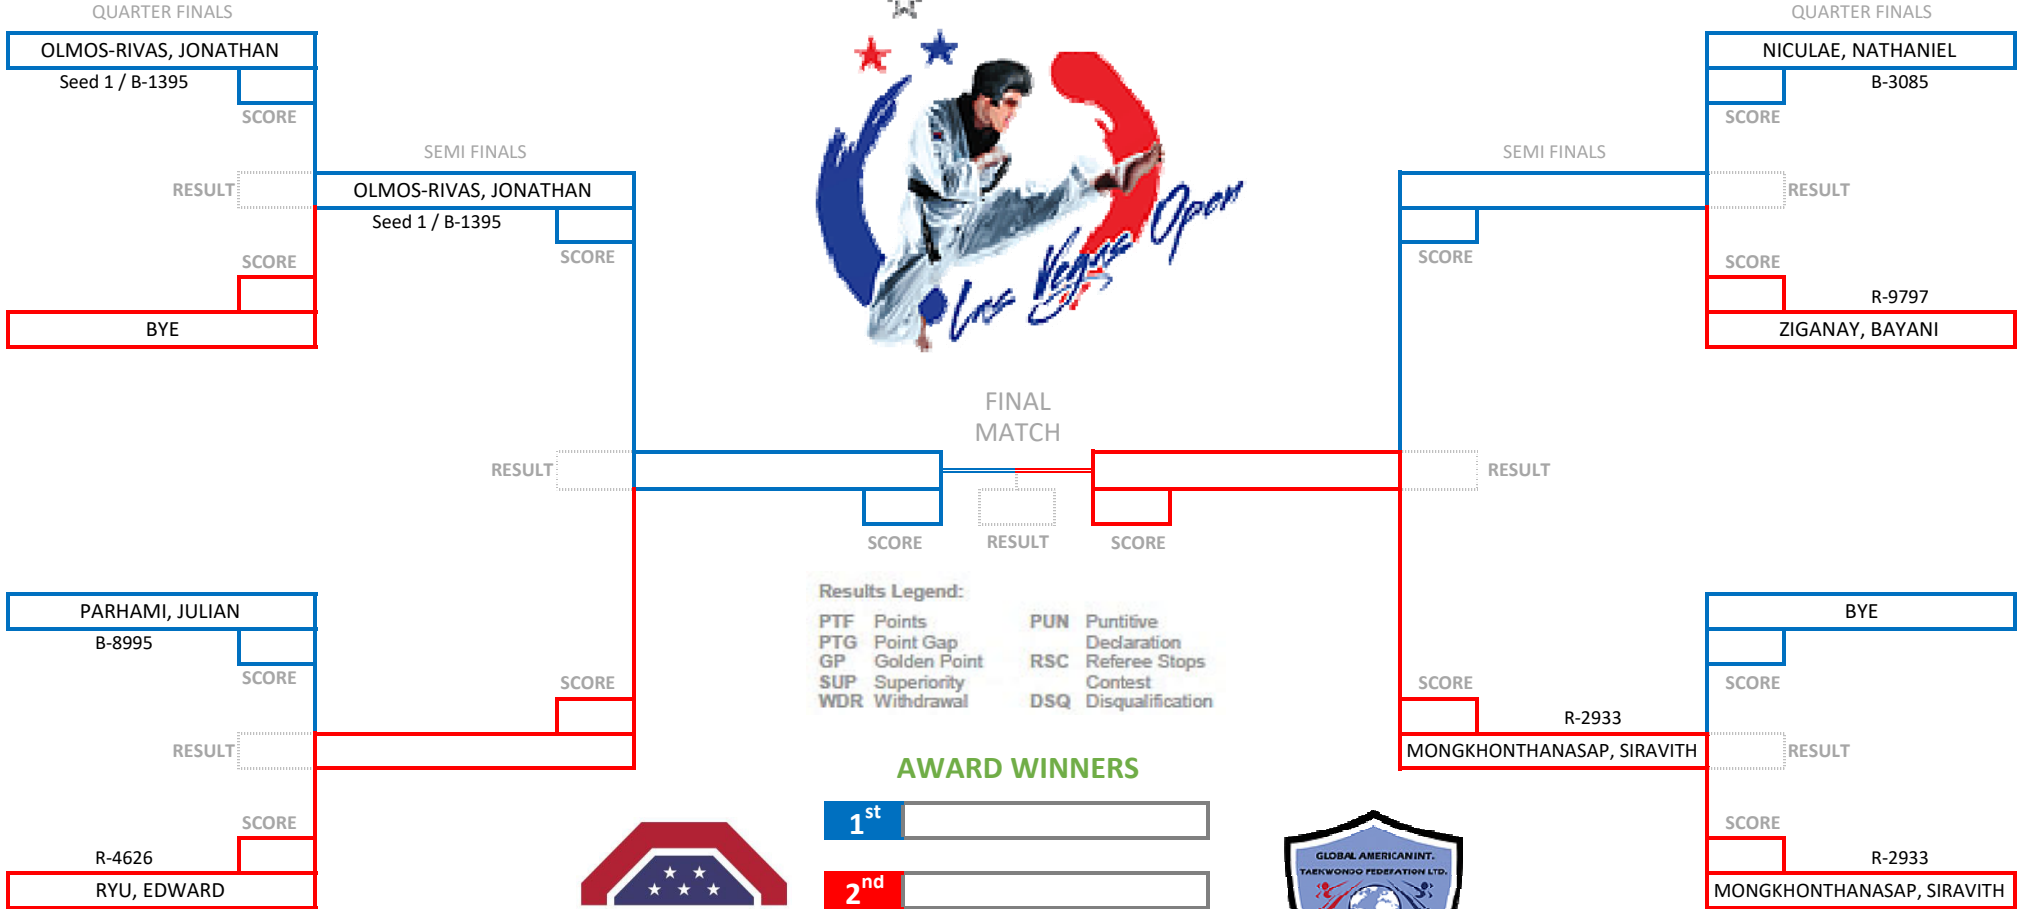 QUARTER FINALS
QUARTER FINALS
OLMOS-RIVAS, JONATHAN
NICULAE, NATHANIEL
Seed 1 / B-1395
B-3085
SCORE
SCORE
SEMI FINALS
SEMI FINALS
RESULT
OLMOS-RIVAS, JONATHAN
RESULT
Seed 1 / B-1395
SCORE
SCORE
SCORE
SCORE
R-9797
BYE
ZIGANAY, BAYANI
Las Vegas Open
FINAL
MATCH
RESULT
RESULT
SCORE
RESULT
SCORE
Results Legend:
PTF Points
PUN Puntitive
PTG Point Gap
Declaration
GP Golden Point
RSC Referee Stops
SUP Superiority
Contest
WDR Withdrawal
DSQ Disqualification
PARHAMI, JULIAN
BYE
B-8995
SCORE
SCORE
SCORE
SCORE
R-2933
RESULT
MONGKHONTHANASAP, SIRAVITH
RESULT
AWARD WINNERS
1st
SCORE
SCORE
R-4626
R-2933
RYU, EDWARD
2nd
MONGKHONTHANASAP, SIRAVITH
GLOBAL AMERICAN INT.
TAEKWONDO FEDERATION LTD.